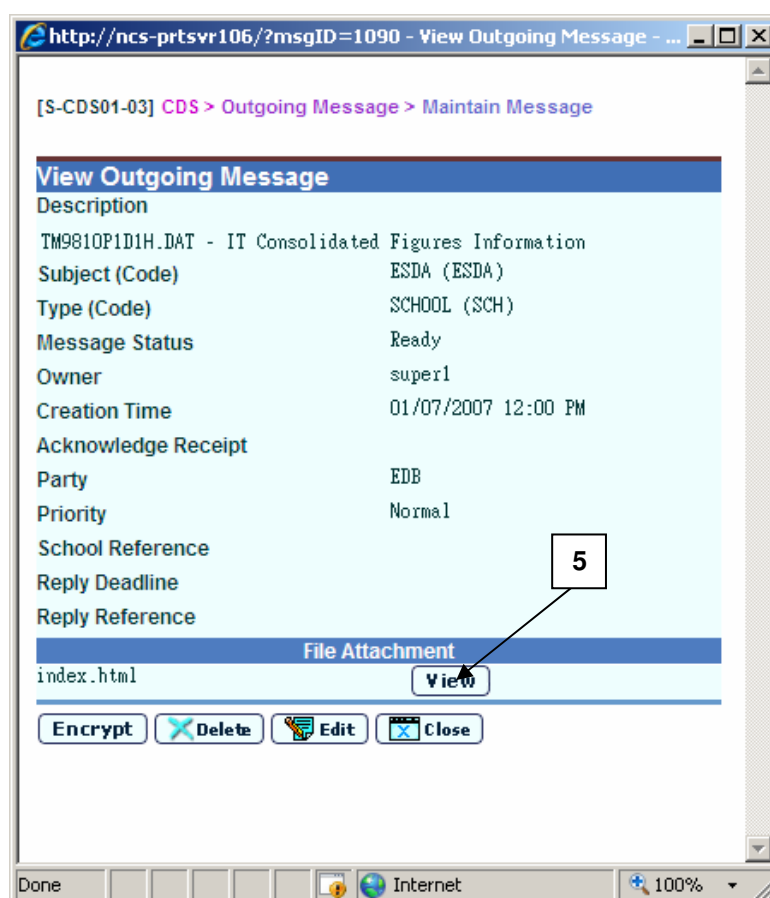 http://ncs-prtsvr106/?msgID=1090 - View Outgoing Message - ...
[S-CDS01-03] CDS > Outgoing Message > Maintain Message
View Outgoing Message
Description
TM9810P1D1H.DAT - IT Consolidated Figures Information
Subject (Code) ESDA (ESDA)
Type (Code) SCHOOL (SCH)
Message Status Ready
Owner super1
Creation Time 01/07/2007 12:00 PM
Acknowledge Receipt
Party EDB
Priority Normal
School Reference
5
Reply Deadline
Reply Reference
File Attachment
index.html View
Encrypt Delete Edit Close
Done Internet 100%